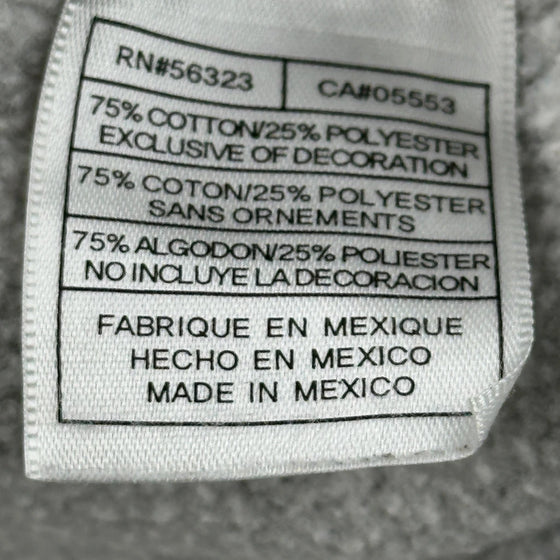 RN#56323 CA#05553
75% COTTON/25% POLYESTER
EXCLUSIVE OF DECORATION
75% COTON/25% POLYESTER
SANS ORNEMENTS
75% ALGODON/25% POLIESTER
NO INCLUYE LA DECORACION
FABRIQUE EN MEXIQUE
HECHO EN MEXICO
MADE IN MEXICO